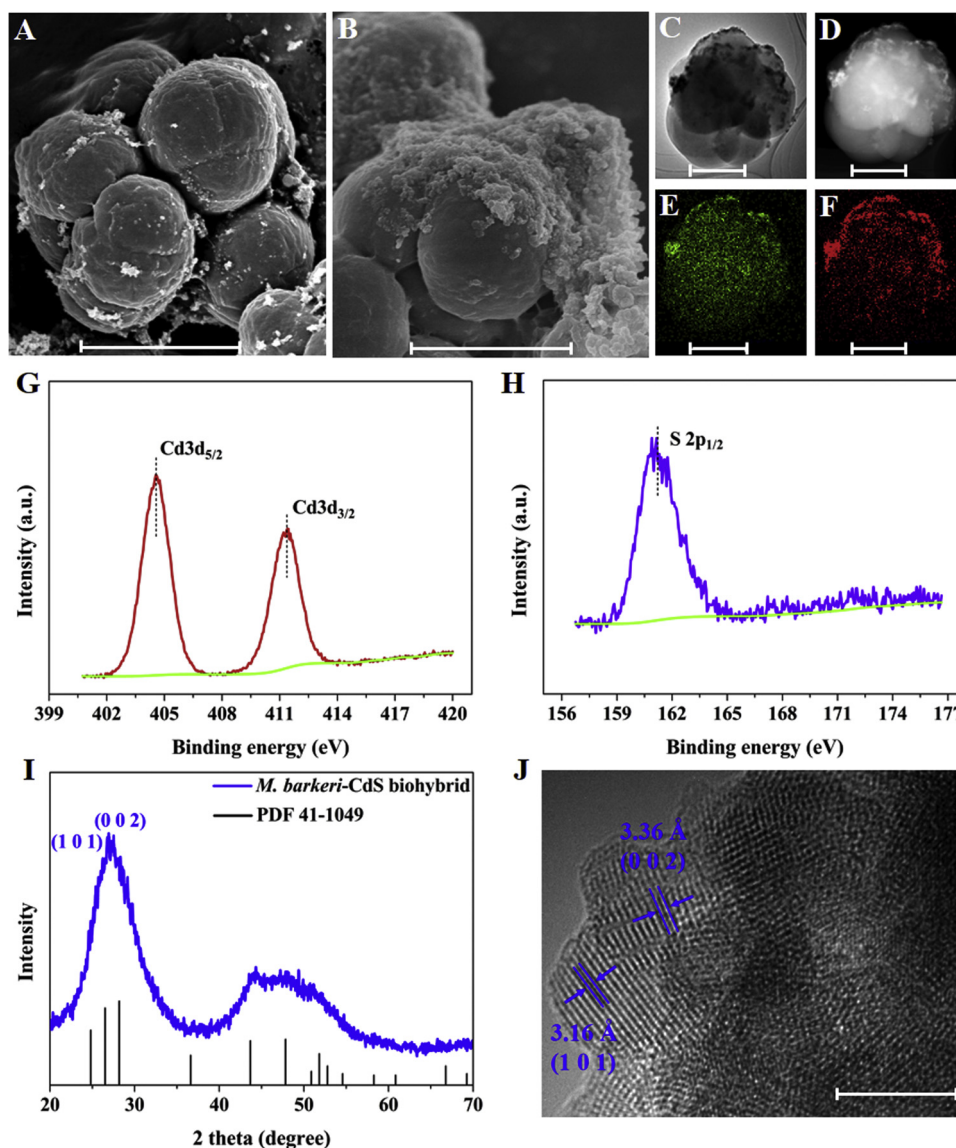 A
B
C
D
E
F
G
Cd3d5/2
Cd3d3/2
Intensity (a.u.)
399 402 405 408 411 414 417 420
Binding energy (eV)
H
S 2p1/2
Intensity (a.u.)
156 159 162 165 168 171 174 177
Binding energy (eV)
I
M. barkeri-CdS biohybrid
PDF 41-1049
(0 0 2)
(1 0 1)
Intensity
20 30 40 50 60 70
2 theta (degree)
J
3.36 Å
(0 0 2)
3.16 Å
(1 0 1)